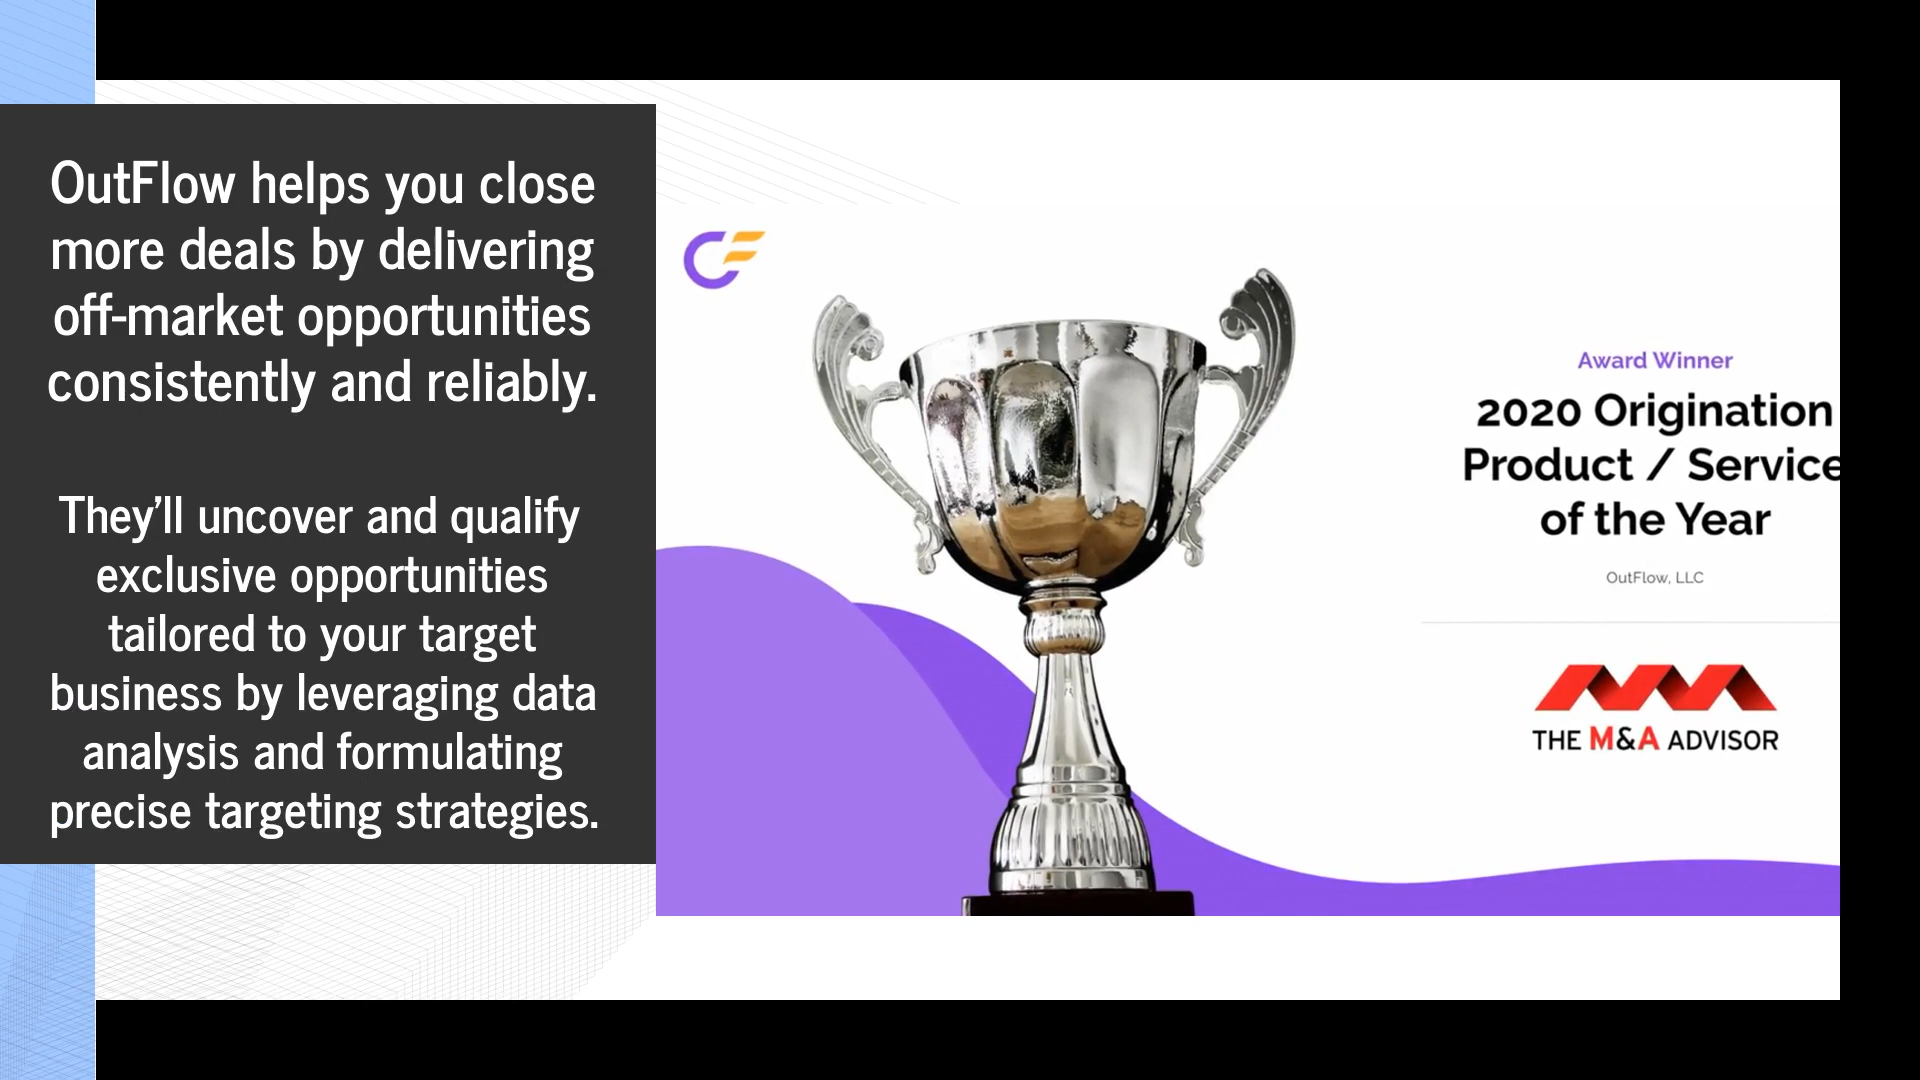 OutFlow helps you close
more deals by delivering
off-market opportunities
consistently and reliably.
They’ll uncover and qualify
exclusive opportunities
tailored to your target
business by leveraging data
analysis and formulating
precise targeting strategies.
Award Winner
2020 Origination
Product / Service
of the Year
OutFlow, LLC
THE M&A ADVISOR